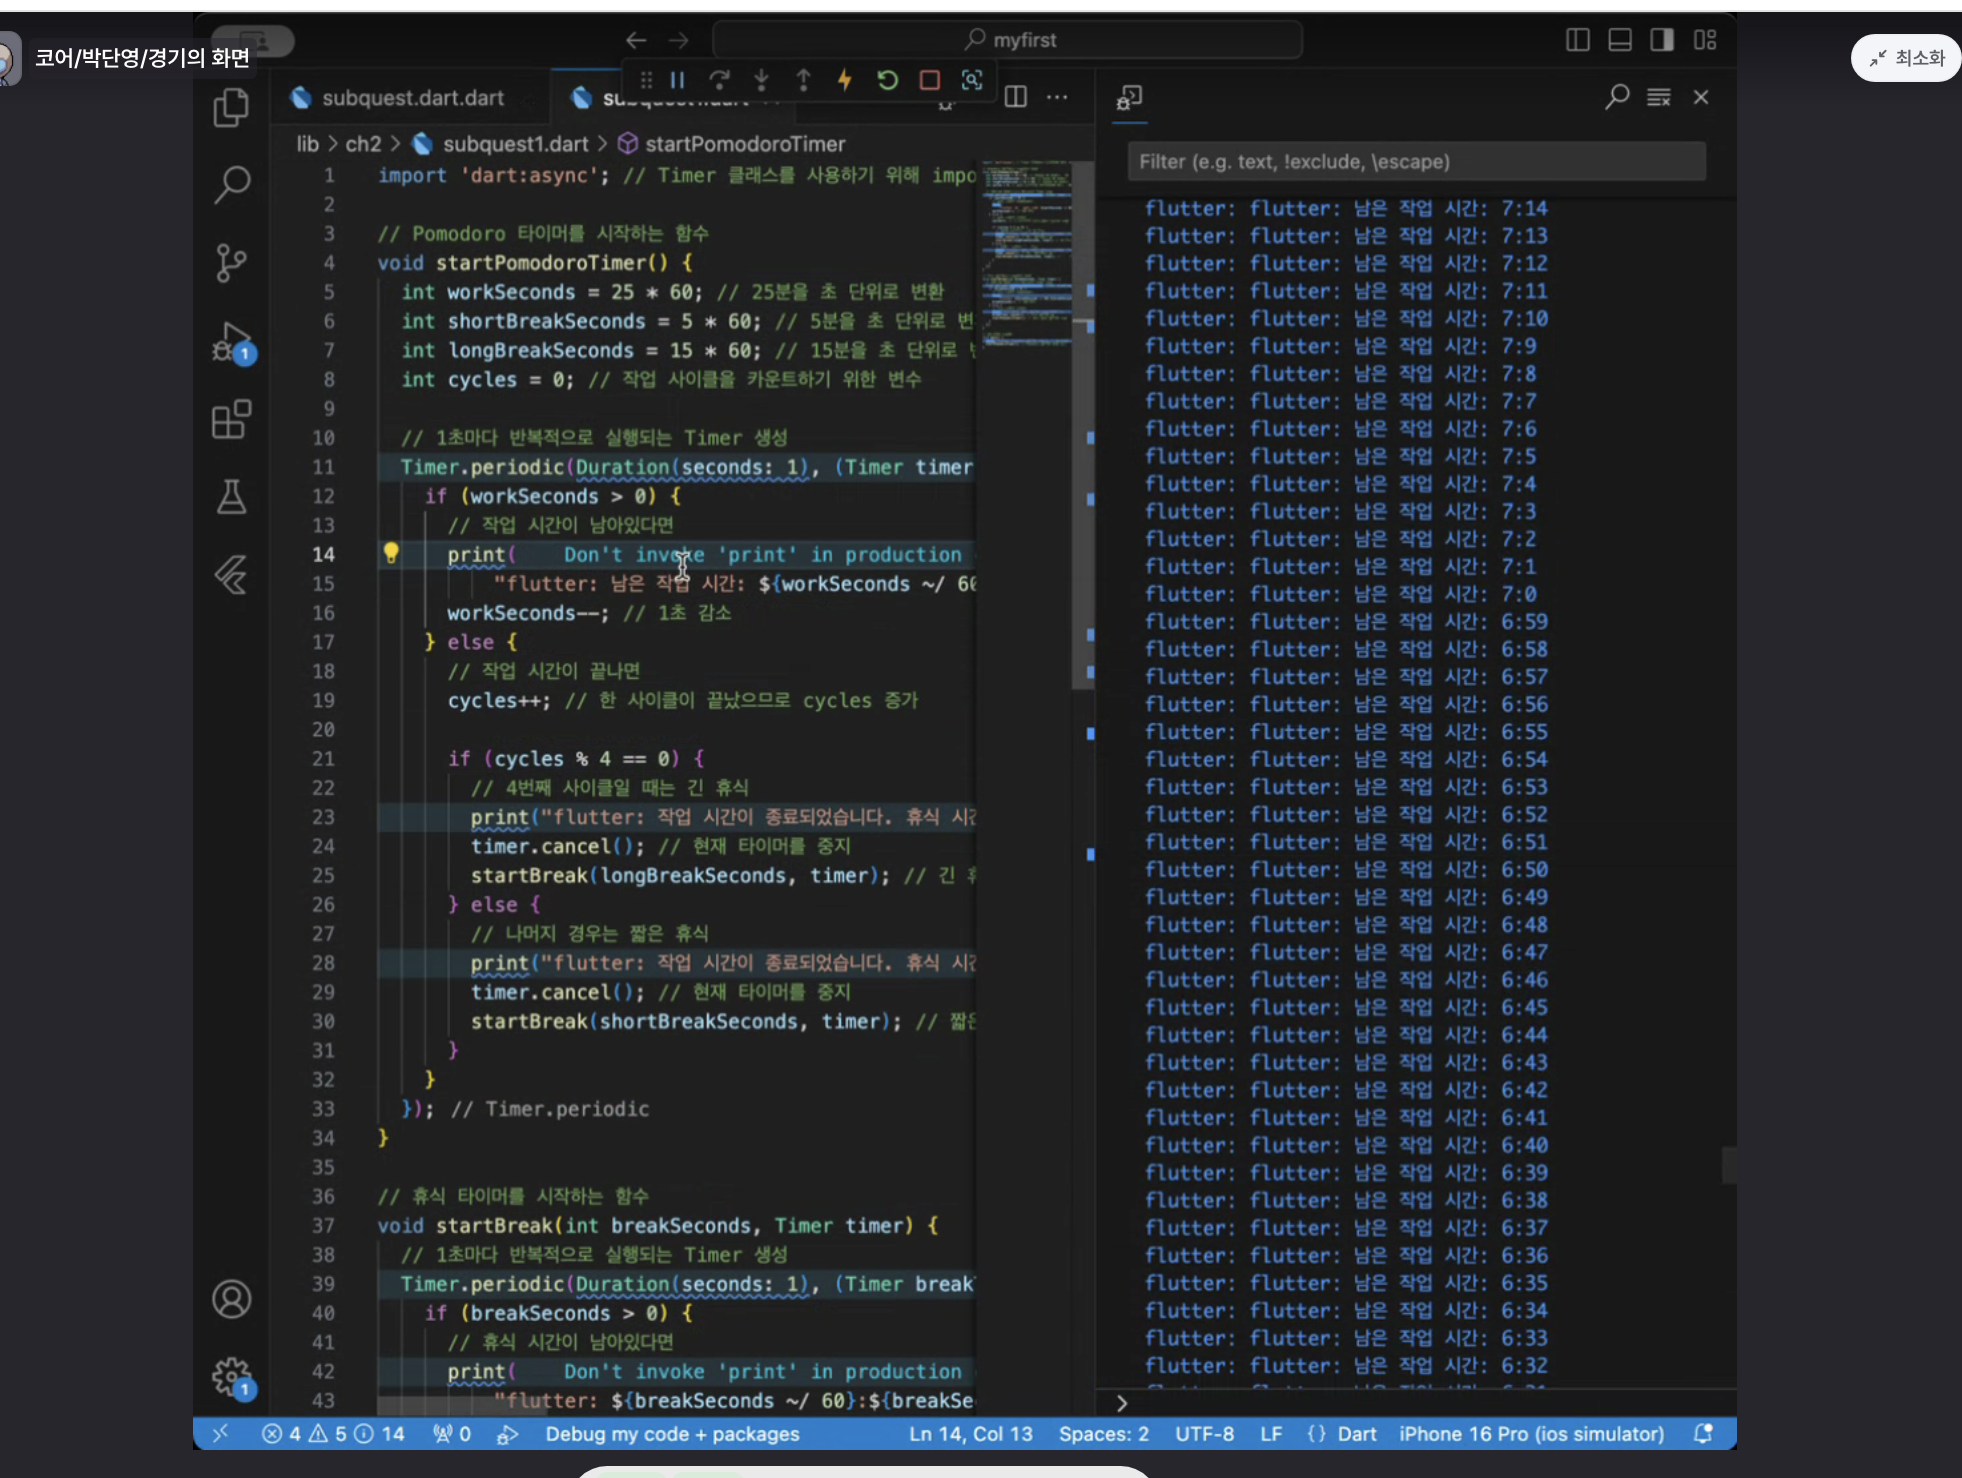 코어/박단영/경기의 화면
myfirst
최소화
subquest.dart.dart
lib > ch2 > subquest1.dart > startPomodoroTimer
1 import 'dart:async'; // Timer 클래스를 사용하기 위해 impo
2
3 // Pomodoro 타이머를 시작하는 함수
4 void startPomodoroTimer() {
5 int workSeconds = 25 * 60; // 25분을 초 단위로 변환
6 int shortBreakSeconds = 5 * 60; // 5분을 초 단위로 변
7 int longBreakSeconds = 15 * 60; // 15분을 초 단위로
8 int cycles = 0; // 작업 사이클을 카운트하기 위한 변수
9
10 // 1초마다 반복적으로 실행되는 Timer 생성
11 Timer.periodic(Duration(seconds: 1), (Timer timer
12 if (workSeconds > 0) {
13 // 작업 시간이 남아있다면
14 print( Don't invoke 'print' in production
15 "flutter: 남은 작업 시간: ${workSeconds ~/ 60
16 workSeconds--; // 1초 감소
17 } else {
18 // 작업 시간이 끝나면
19 cycles++; // 한 사이클이 끝났으므로 cycles 증가
20
21 if (cycles % 4 == 0) {
22 // 4번째 사이클일 때는 긴 휴식
23 print("flutter: 작업 시간이 종료되었습니다. 휴식 시간
24 timer.cancel(); // 현재 타이머를 중지
25 startBreak(longBreakSeconds, timer); // 긴
26 } else {
27 // 나머지 경우는 짧은 휴식
28 print("flutter: 작업 시간이 종료되었습니다. 휴식 시간
29 timer.cancel(); // 현재 타이머를 중지
30 startBreak(shortBreakSeconds, timer); // 짧은
31 }
32 }
33 }); // Timer.periodic
34 }
35
36 // 휴식 타이머를 시작하는 함수
37 void startBreak(int breakSeconds, Timer timer) {
38 // 1초마다 반복적으로 실행되는 Timer 생성
39 Timer.periodic(Duration(seconds: 1), (Timer break
40 if (breakSeconds > 0) {
41 // 휴식 시간이 남아있다면
42 print( Don't invoke 'print' in production
43 "flutter: ${breakSeconds ~/ 60}:${breakSe
Filter (e.g. text, !exclude, \escape)
flutter: flutter: 남은 작업 시간: 7:14
flutter: flutter: 남은 작업 시간: 7:13
flutter: flutter: 남은 작업 시간: 7:12
flutter: flutter: 남은 작업 시간: 7:11
flutter: flutter: 남은 작업 시간: 7:10
flutter: flutter: 남은 작업 시간: 7:9
flutter: flutter: 남은 작업 시간: 7:8
flutter: flutter: 남은 작업 시간: 7:7
flutter: flutter: 남은 작업 시간: 7:6
flutter: flutter: 남은 작업 시간: 7:5
flutter: flutter: 남은 작업 시간: 7:4
flutter: flutter: 남은 작업 시간: 7:3
flutter: flutter: 남은 작업 시간: 7:2
flutter: flutter: 남은 작업 시간: 7:1
flutter: flutter: 남은 작업 시간: 7:0
flutter: flutter: 남은 작업 시간: 6:59
flutter: flutter: 남은 작업 시간: 6:58
flutter: flutter: 남은 작업 시간: 6:57
flutter: flutter: 남은 작업 시간: 6:56
flutter: flutter: 남은 작업 시간: 6:55
flutter: flutter: 남은 작업 시간: 6:54
flutter: flutter: 남은 작업 시간: 6:53
flutter: flutter: 남은 작업 시간: 6:52
flutter: flutter: 남은 작업 시간: 6:51
flutter: flutter: 남은 작업 시간: 6:50
flutter: flutter: 남은 작업 시간: 6:49
flutter: flutter: 남은 작업 시간: 6:48
flutter: flutter: 남은 작업 시간: 6:47
flutter: flutter: 남은 작업 시간: 6:46
flutter: flutter: 남은 작업 시간: 6:45
flutter: flutter: 남은 작업 시간: 6:44
flutter: flutter: 남은 작업 시간: 6:43
flutter: flutter: 남은 작업 시간: 6:42
flutter: flutter: 남은 작업 시간: 6:41
flutter: flutter: 남은 작업 시간: 6:40
flutter: flutter: 남은 작업 시간: 6:39
flutter: flutter: 남은 작업 시간: 6:38
flutter: flutter: 남은 작업 시간: 6:37
flutter: flutter: 남은 작업 시간: 6:36
flutter: flutter: 남은 작업 시간: 6:35
flutter: flutter: 남은 작업 시간: 6:34
flutter: flutter: 남은 작업 시간: 6:33
flutter: flutter: 남은 작업 시간: 6:32
1
1
4 5 14 0 Debug my code + packages Ln 14, Col 13 Spaces: 2 UTF-8 LF {} Dart iPhone 16 Pro (ios simulator)